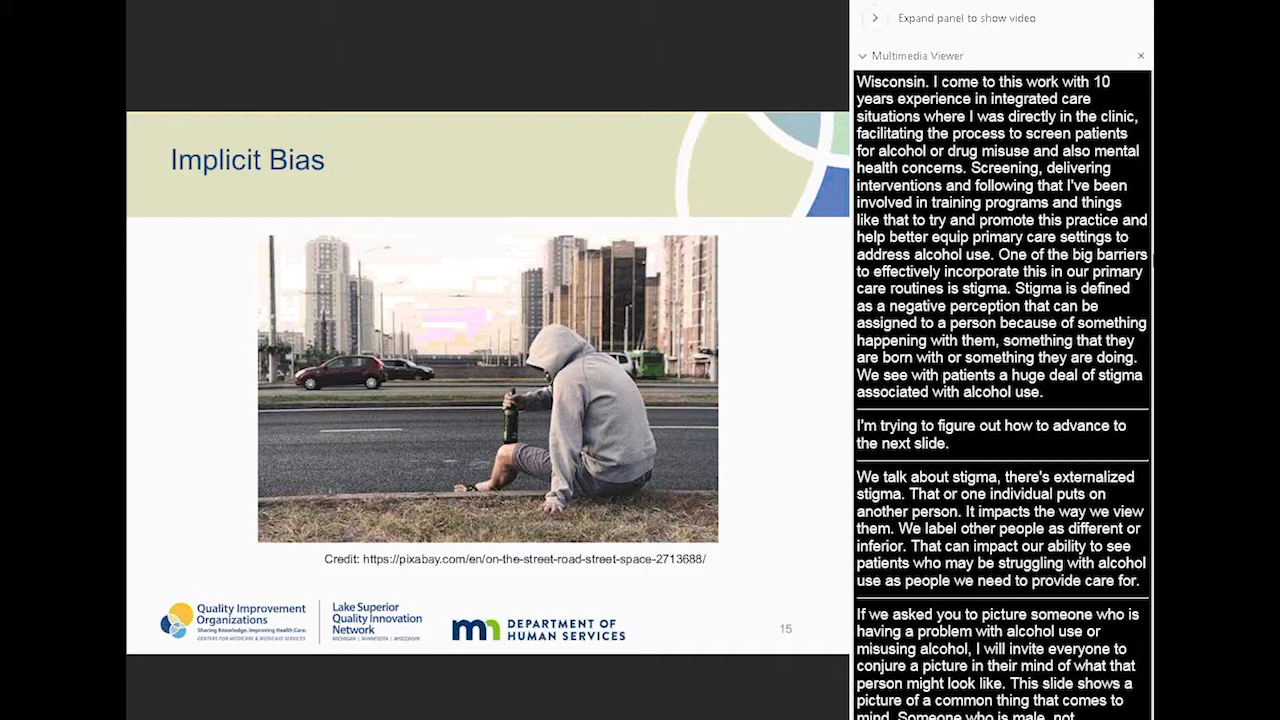 Implicit Bias
Credit: https://pixabay.com/en/on-the-street-road-street-space-2713688/
Quality Improvement
Organizations
Sharing Knowledge. Improving Health Care.
CENTERS FOR MEDICARE & MEDICAID SERVICES
Lake Superior
Quality Innovation
Network
MICHIGAN | MINNESOTA | WISCONSIN
mn DEPARTMENT OF
HUMAN SERVICES
15
Expand panel to show video
Multimedia Viewer
Wisconsin. I come to this work with 10
years experience in integrated care
situations where I was directly in the clinic,
facilitating the process to screen patients
for alcohol or drug misuse and also mental
health concerns. Screening, delivering
interventions and following that I've been
involved in training programs and things
like that to try and promote this practice and
help better equip primary care settings to
address alcohol use. One of the big barriers
to effectively incorporate this in our primary
care routines is stigma. Stigma is defined
as a negative perception that can be
assigned to a person because of something
happening with them, something that they
are born with or something they are doing.
We see with patients a huge deal of stigma
associated with alcohol use.
I'm trying to figure out how to advance to
the next slide.
We talk about stigma, there's externalized
stigma. That or one individual puts on
another person. It impacts the way we view
them. We label other people as different or
inferior. That can impact our ability to see
patients who may be struggling with alcohol
use as people we need to provide care for.
If we asked you to picture someone who is
having a problem with alcohol use or
misusing alcohol, I will invite everyone to
conjure a picture in their mind of what that
person might look like. This slide shows a
picture of a common thing that comes to
mind. Someone who is male, not